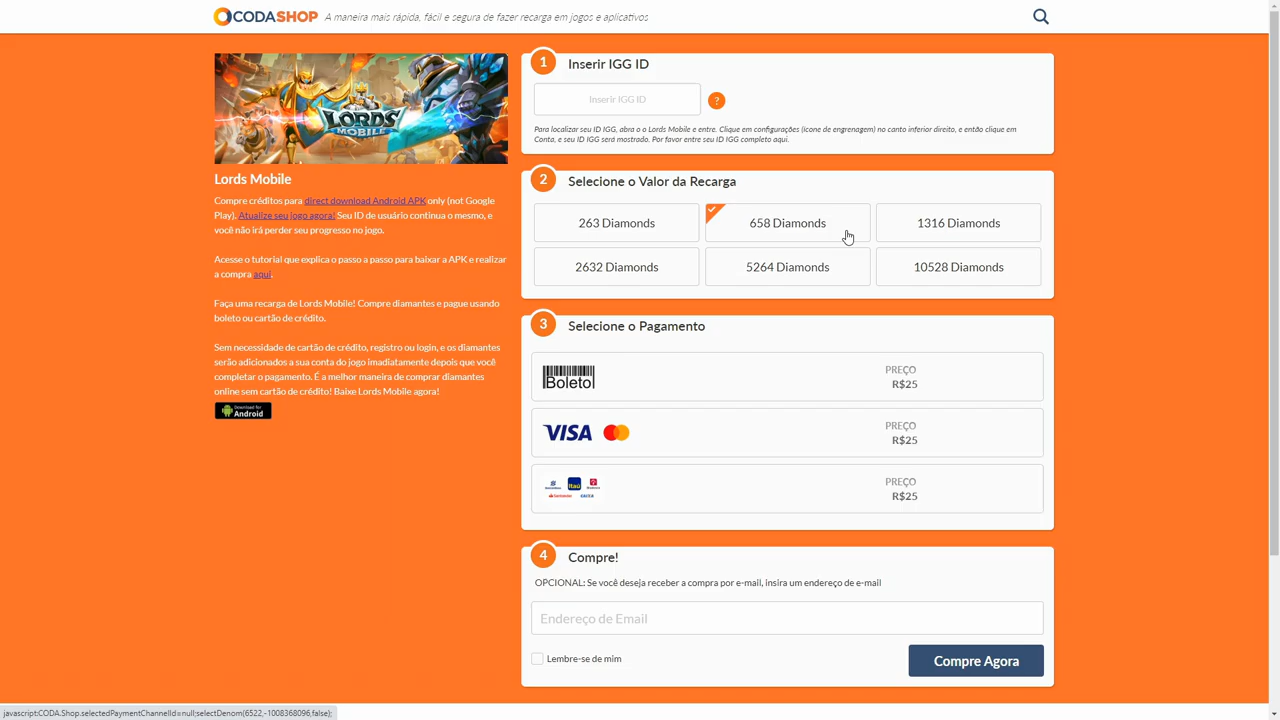 CODASHOP A maneira mais rápida, fácil e segura de fazer recarga em jogos e aplicativos
LORDS
MOBILE
Lords Mobile
Compre créditos para direct download Android APK only (not Google
Play). Atualize seu jogo agora! Seu ID de usuário continua o mesmo, e
você não irá perder seu progresso no jogo.
Acesse o tutorial que explica o passo a passo para baixar a APK e realizar
a compra aqui.
Faça uma recarga de Lords Mobile! Compre diamantes e pague usando
boleto ou cartão de crédito.
Sem necessidade de cartão de crédito, registro ou login, e os diamantes
serão adicionados a sua conta do jogo imadiatamente depois que você
completar o pagamento. É a melhor maneira de comprar diamantes
online sem cartão de crédito! Baixe Lords Mobile agora!
Download for
Android
1 Inserir IGG ID
Inserir IGG ID ?
Para localizar seu ID IGG, abra o o Lords Mobile e entre. Clique em configurações (ícone de engrenagem) no canto inferior direito, e então clique em
Conta, e seu ID IGG será mostrado. Por favor entre seu ID IGG completo aqui.
2 Selecione o Valor da Recarga
263 Diamonds 658 Diamonds 1316 Diamonds
2632 Diamonds 5264 Diamonds 10528 Diamonds
3 Selecione o Pagamento
Boleto PREÇO
R$25
VISA PREÇO
R$25
Itaú PREÇO
Santander CAIXA R$25
4 Compre!
OPCIONAL: Se você deseja receber a compra por e-mail, insira um endereço de e-mail
Endereço de Email
Lembre-se de mim Compre Agora
javascript:CODA.Shop.selectedPaymentChannelId=null;selectDenom(6522,-1008368096,false);